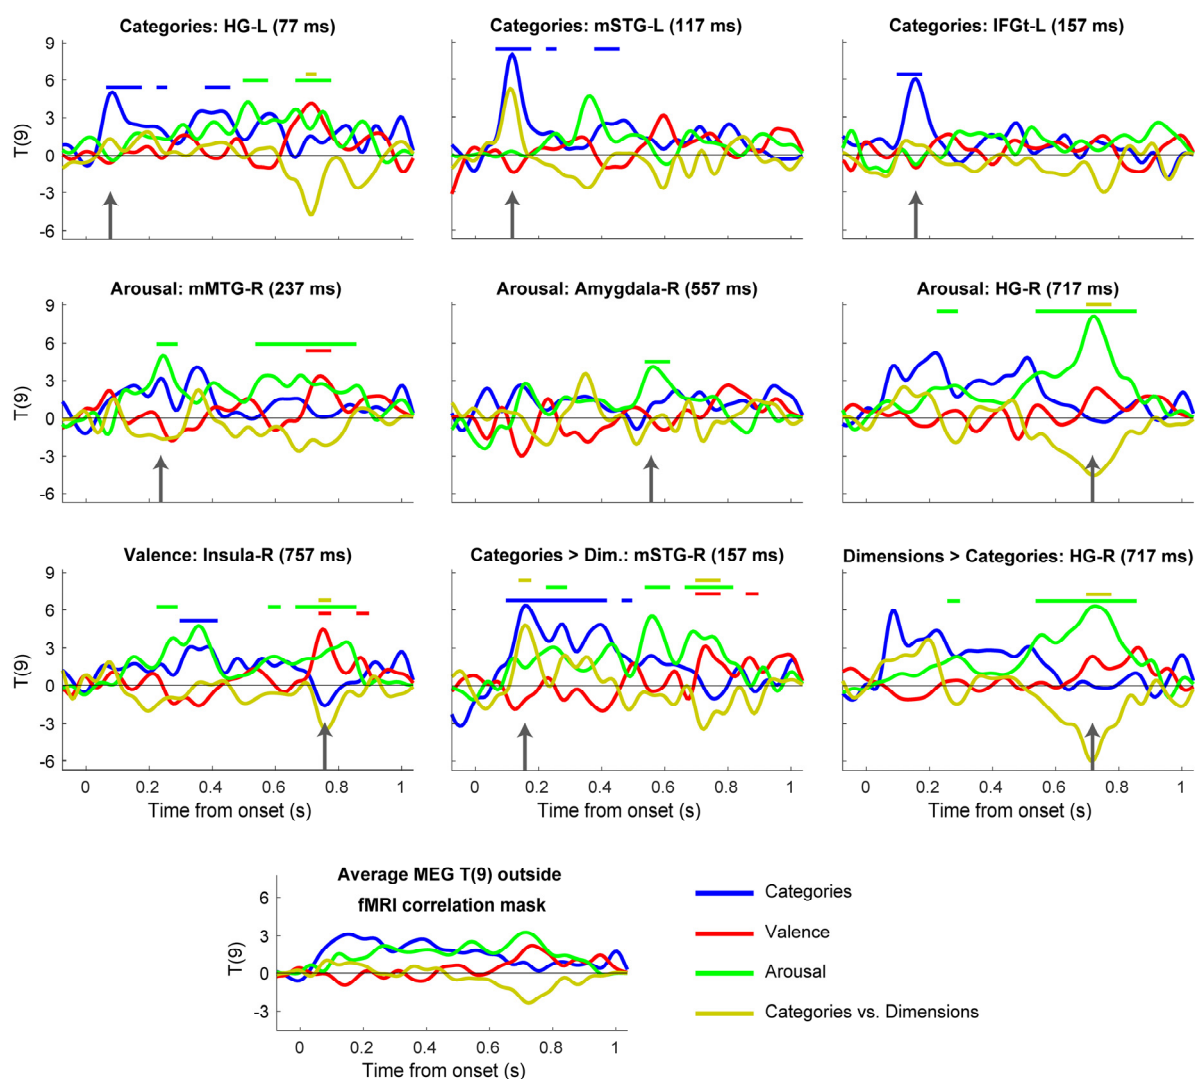 Categories: HG-L (77 ms)
Categories: mSTG-L (117 ms)
Categories: IFGt-L (157 ms)
9
6
3
0
-3
-6
T(9)
Arousal: mMTG-R (237 ms)
Arousal: Amygdala-R (557 ms)
Arousal: HG-R (717 ms)
9
6
3
0
-3
-6
T(9)
Valence: Insula-R (757 ms)
Categories > Dim.: mSTG-R (157 ms)
Dimensions > Categories: HG-R (717 ms)
9
6
3
0
-3
-6
T(9)
0 0.2 0.4 0.6 0.8 1
0 0.2 0.4 0.6 0.8 1
0 0.2 0.4 0.6 0.8 1
Time from onset (s)
Time from onset (s)
Time from onset (s)
Average MEG T(9) outside
fMRI correlation mask
6
3
0
-3
T(9)
0 0.2 0.4 0.6 0.8 1
Time from onset (s)
Categories
Valence
Arousal
Categories vs. Dimensions